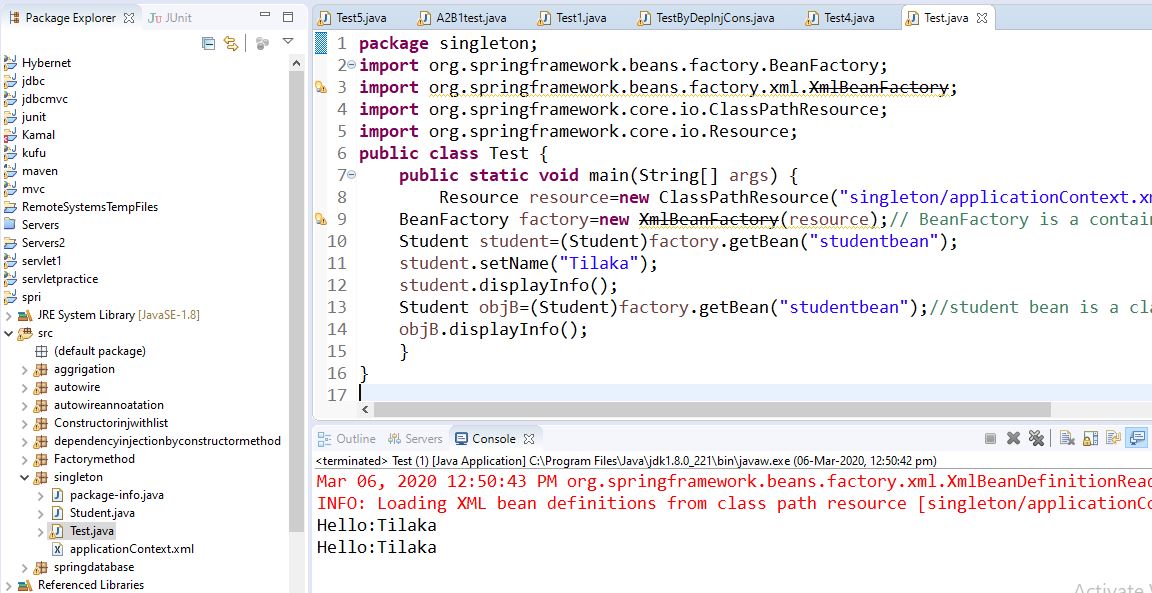 Package Explorer
JUnit
Hybernet
jdbc
jdbcmvc
junit
Kamal
kufu
maven
mvc
RemoteSystemsTempFiles
Servers
Servers2
servlet1
servletpractice
spri
JRE System Library [JavaSE-1.8]
src
(default package)
aggrigation
autowire
autowireannoatation
Constructorinjwithlist
dependencyinjectionbyconstructormethod
Factorymethod
singleton
package-info.java
Student.java
Test.java
applicationContext.xml
springdatabase
Referenced Libraries
Test5.java
A2B1test.java
Test1.java
TestByDepInjCons.java
Test4.java
Test.java
1 package singleton;
2 import org.springframework.beans.factory.BeanFactory;
3 import org.springframework.beans.factory.xml.XmlBeanFactory;
4 import org.springframework.core.io.ClassPathResource;
5 import org.springframework.core.io.Resource;
6 public class Test {
7 public static void main(String[] args) {
8 Resource resource=new ClassPathResource("singleton/applicationContext.xm
9 BeanFactory factory=new XmlBeanFactory(resource);// BeanFactory is a contain
10 Student student=(Student)factory.getBean("studentbean");
11 student.setName("Tilaka");
12 student.displayInfo();
13 Student objB=(Student)factory.getBean("studentbean");//student bean is a cla
14 objB.displayInfo();
15 }
16 }
17
Outline
Servers
Console
<terminated> Test (1) [Java Application] C:\Program Files\Java\jdk1.8.0_221\bin\javaw.exe (06-Mar-2020, 12:50:42 pm)
Mar 06, 2020 12:50:43 PM org.springframework.beans.factory.xml.XmlBeanDefinitionRead
INFO: Loading XML bean definitions from class path resource [singleton/applicationCo
Hello:Tilaka
Hello:Tilaka
Activate